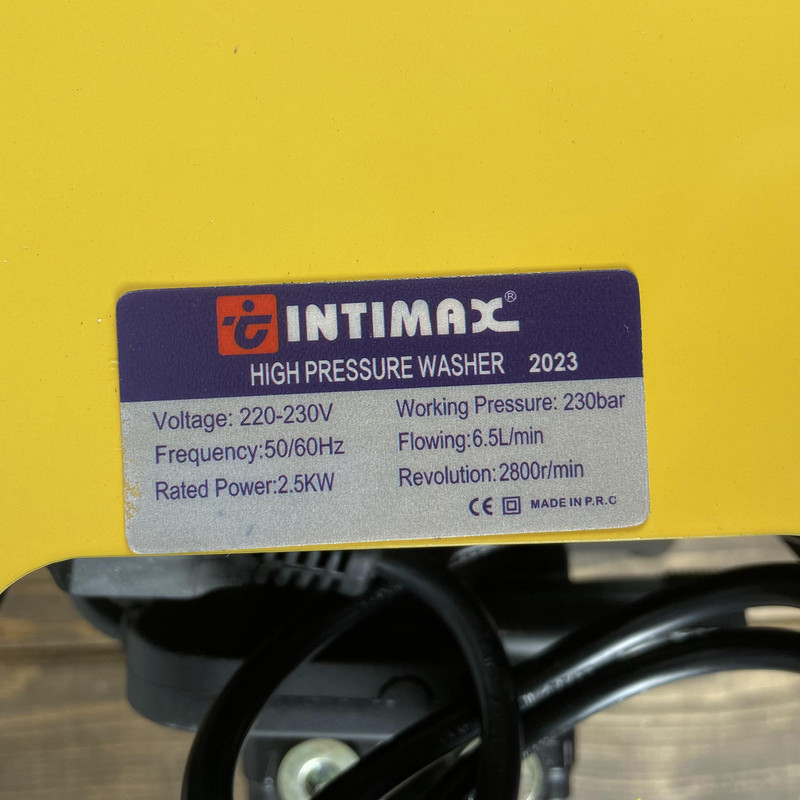 INTIMAX®
HIGH PRESSURE WASHER 2023
Voltage: 220-230V
Frequency:50/60Hz
Rated Power:2.5KW
Working Pressure: 230bar
Flowing:6.5L/min
Revolution:2800r/min
CE MADE IN P.R.C